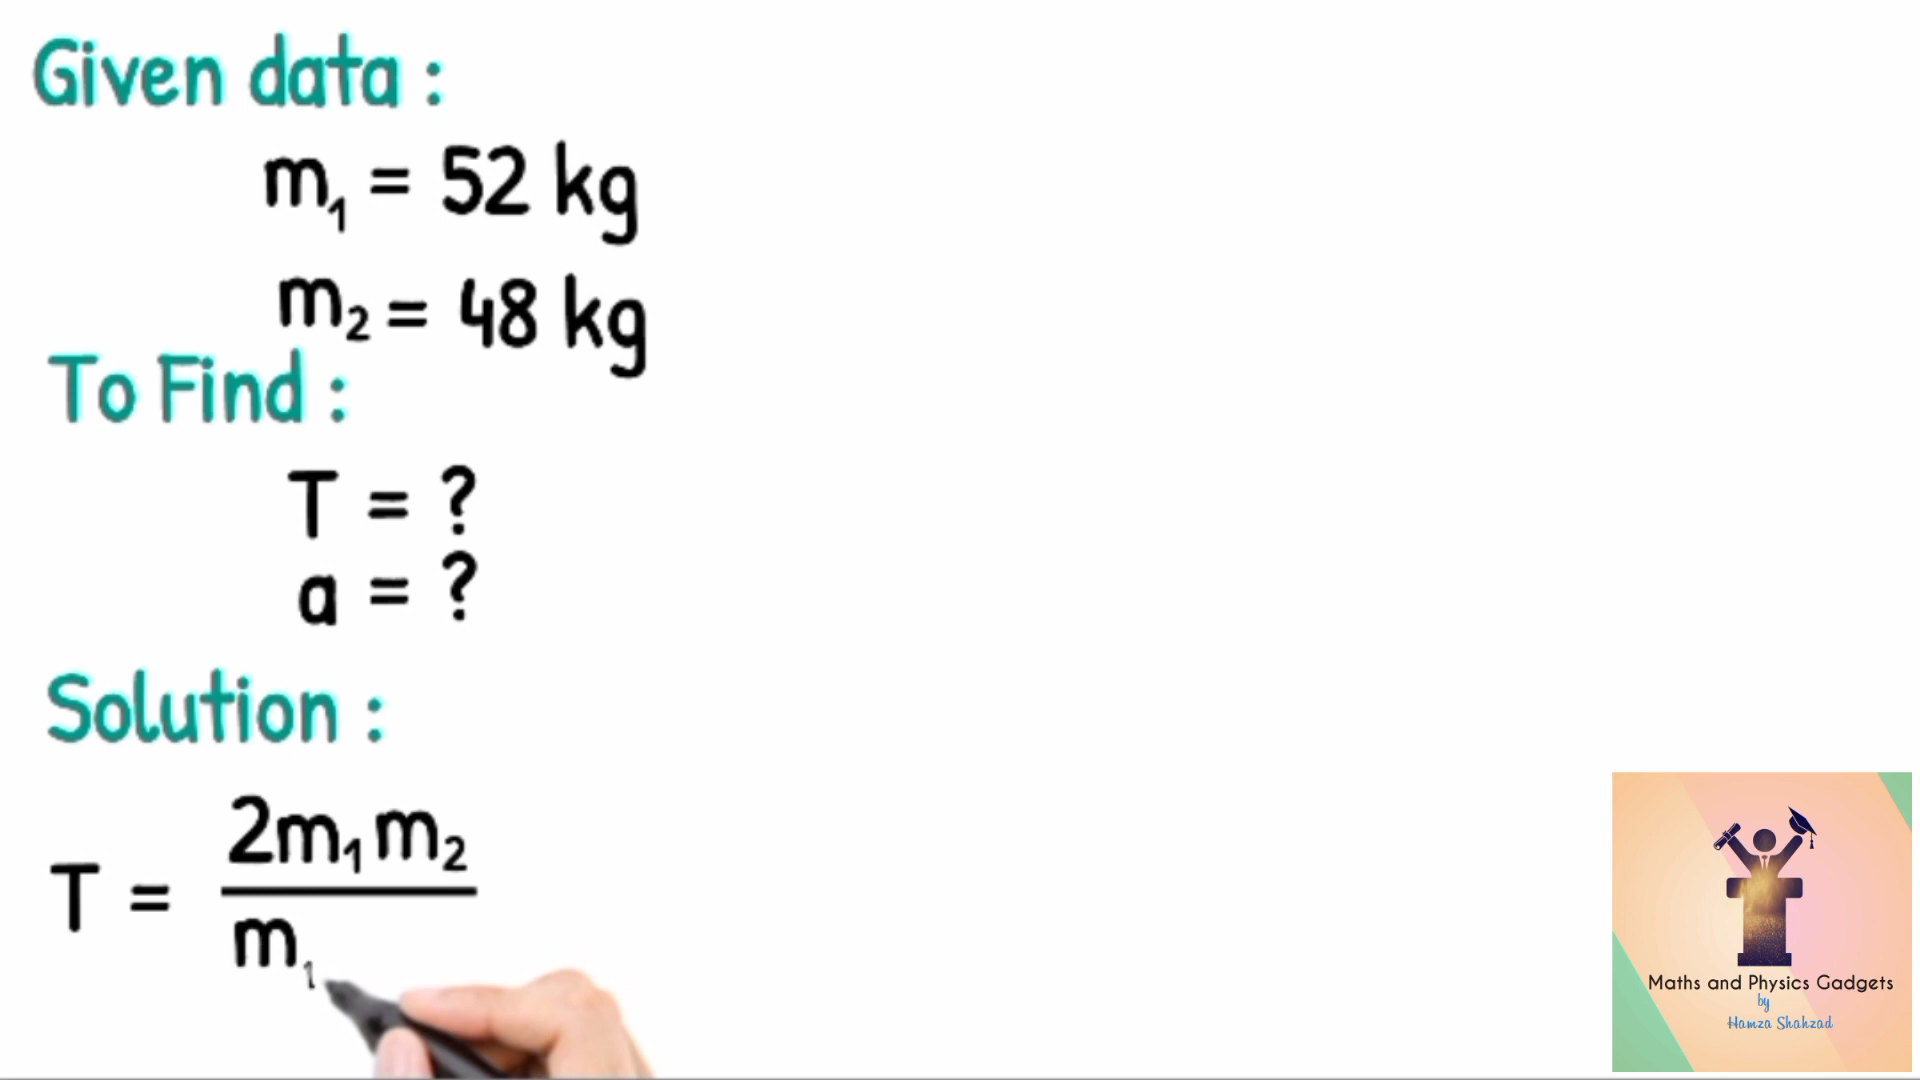 Given data :
m₁ = 52 kg
m₂ = 48 kg
To Find :
T = ?
a = ?
Solution :
T = 2m₁m₂ / m₁
Maths and Physics Gadgets
by
Hamza Shahzad